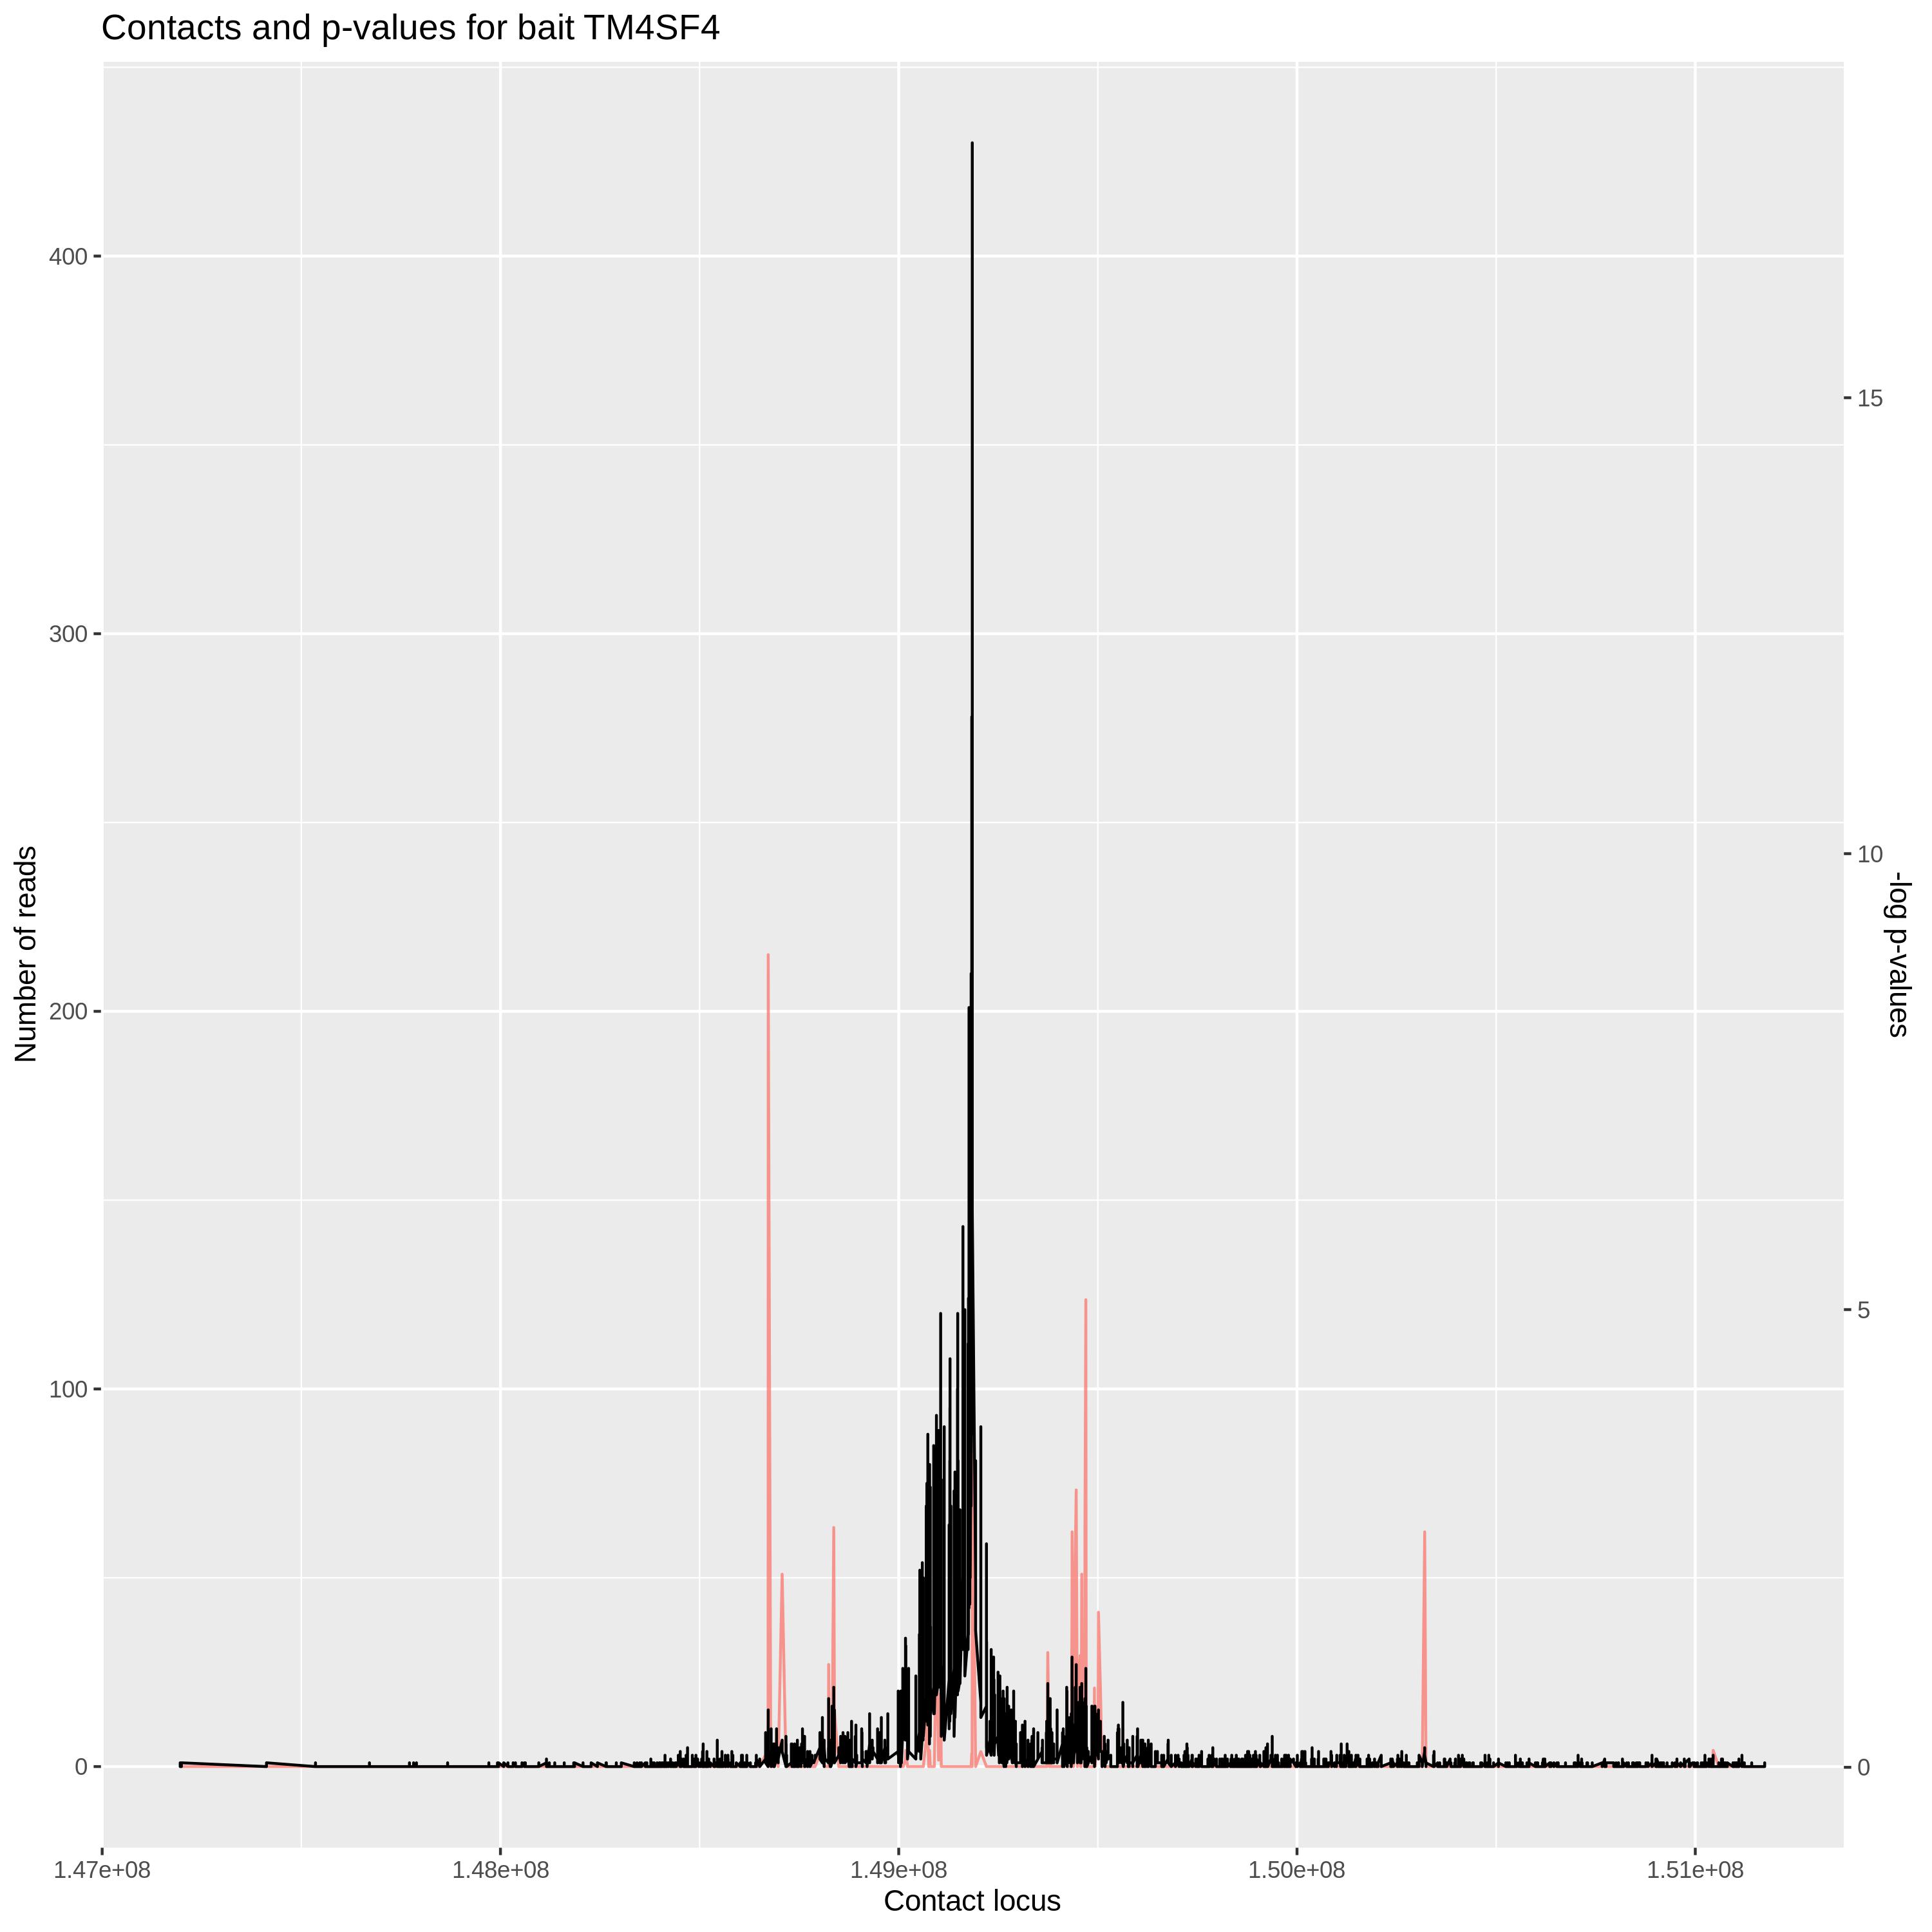 Contacts and p-values for bait TM4SF4
400
300
200
100
0
Number of reads
15
10
5
0
-log p-values
1.47e+08
1.48e+08
1.49e+08
1.50e+08
1.51e+08
Contact locus